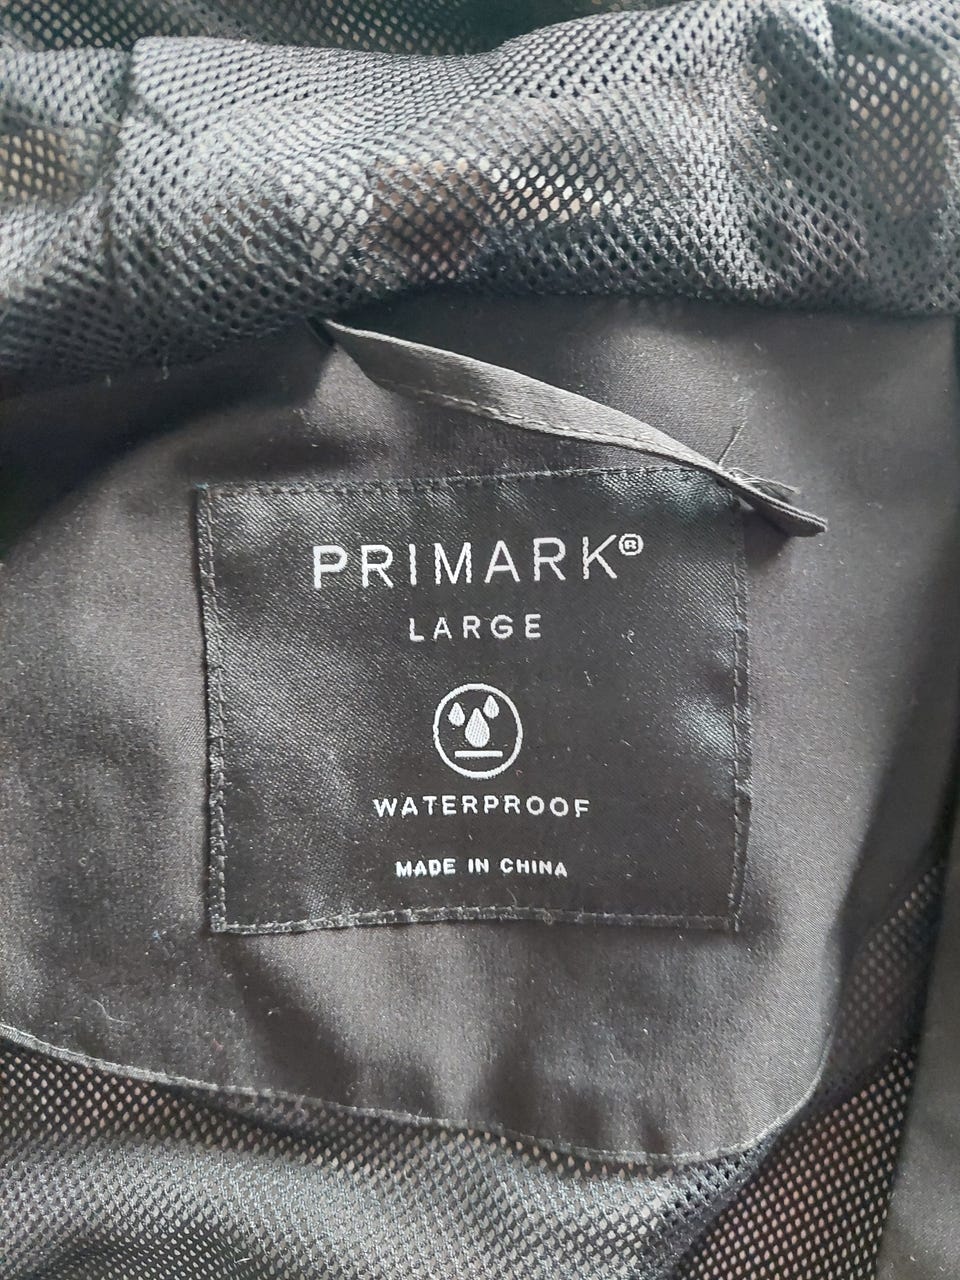 PRIMARK®
LARGE
WATERPROOF
MADE IN CHINA